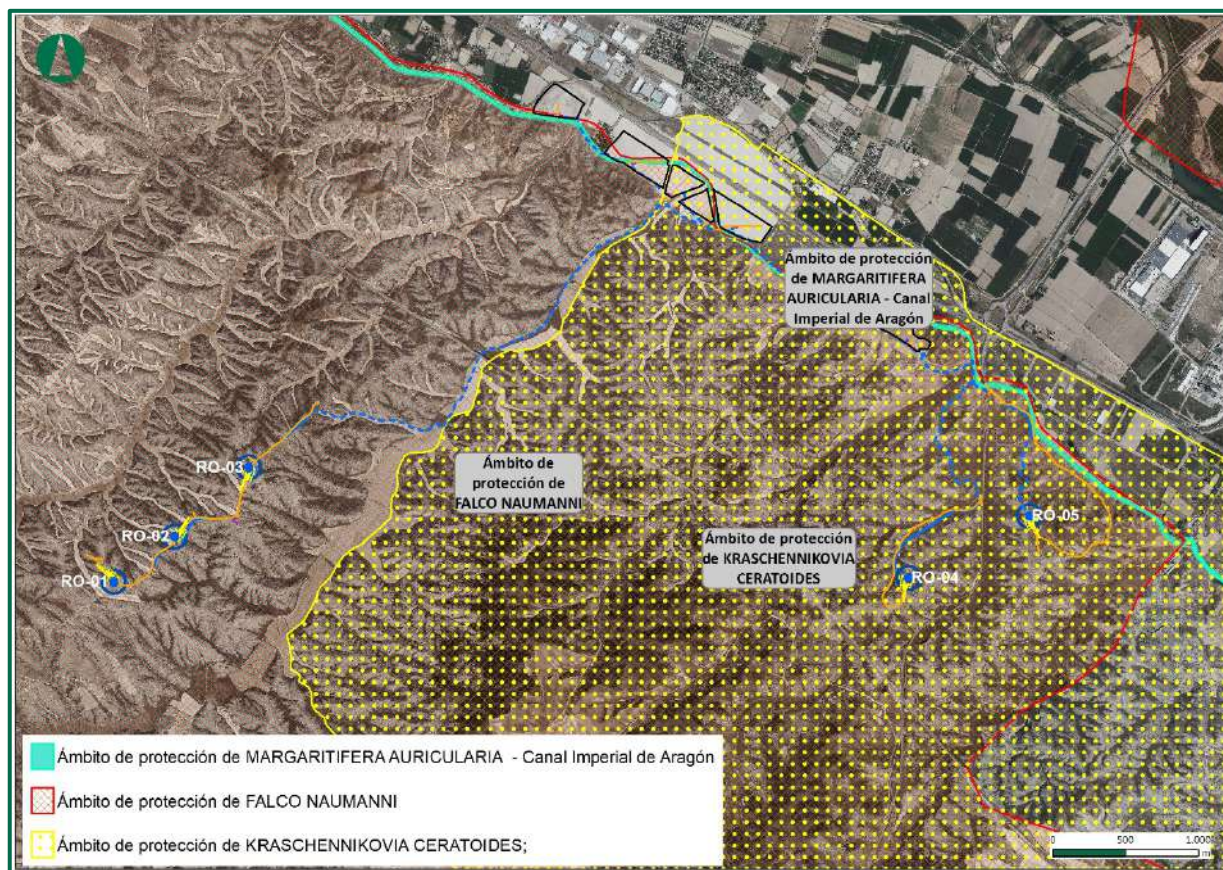 Ámbito de protección
de MARGARITIFERA
AURICULARIA - Canal
Imperial de Aragón
Ámbito de
protección de
FALCO NAUMANNI
RO-03
RO-02
RO-01
RO-05
Ámbito de protección
de KRASCHENNIKOVIA
CERATOIDES
RO-04
Ámbito de protección de MARGARITIFERA AURICULARIA - Canal Imperial de Aragón
Ámbito de protección de FALCO NAUMANNI
Ámbito de protección de KRASCHENNIKOVIA CERATOIDES;
0 500 1.000
m